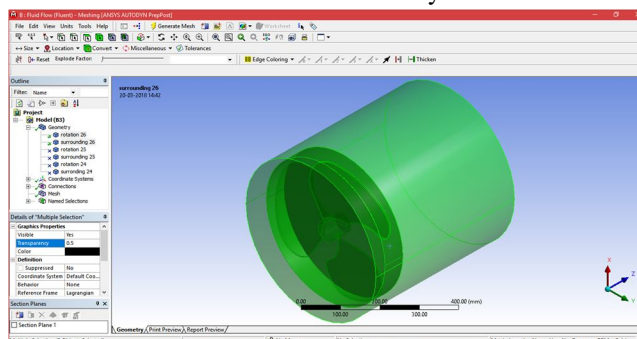 B : Fluid Flow (Fluent) - Meshing [ANSYS AUTODYN PrepPost]
File Edit View Units Tools Help Generate Mesh Worksheet
Size Location Convert Miscellaneous Tolerances
Reset Explode Factor: Edge Coloring Thicken
Outline
Filter: Name
Project
Model (B3)
Geometry
rotation 26
surrounding 26
rotation 25
surrounding 25
rotation 24
surronding 24
Coordinate Systems
Connections
Mesh
Named Selections
Details of "Multiple Selection"
Graphics Properties
Visible Yes
Transparency 0.5
Color
Definition
Suppressed No
Coordinate System Default Coo...
Behavior None
Reference Frame Lagrangian
Section Planes
Section Plane 1
surrounding 26
14:42
0.00 200.00 400.00 (mm)
100.00 300.00
X
Z
Y
Geometry Print Preview Report Preview